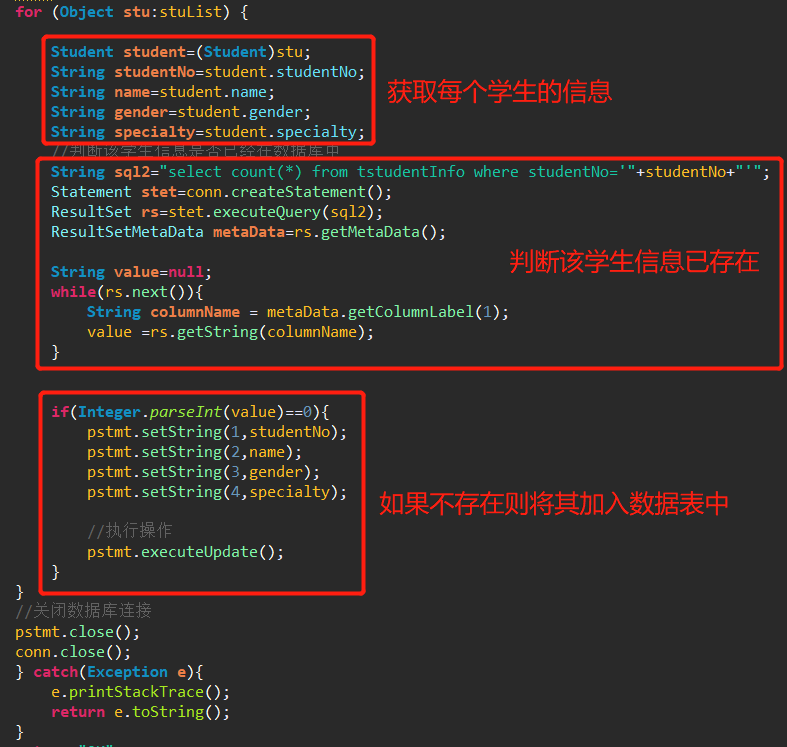 for (Object stu:stuList) {
Student student=(Student)stu;
String studentNo=student.studentNo;
String name=student.name;
String gender=student.gender;
String specialty=student.specialty;
获取每个学生的信息
//判断该学生信息是否已经在数据库中
String sql2="select count(*) from tstudentInfo where studentNo='"+studentNo+"'";
Statement stet=conn.createStatement();
ResultSet rs=stet.executeQuery(sql2);
ResultSetMetaData metaData=rs.getMetaData();
判断该学生信息已存在
String value=null;
while(rs.next()){
String columnName = metaData.getColumnLabel(1);
value =rs.getString(columnName);
}
if(Integer.parseInt(value)==0){
pstmt.setString(1,studentNo);
pstmt.setString(2,name);
pstmt.setString(3,gender);
pstmt.setString(4,specialty);
如果不存在则将其加入数据表中
//执行操作
pstmt.executeUpdate();
}
}
//关闭数据库连接
pstmt.close();
conn.close();
} catch(Exception e){
e.printStackTrace();
return e.toString();
}